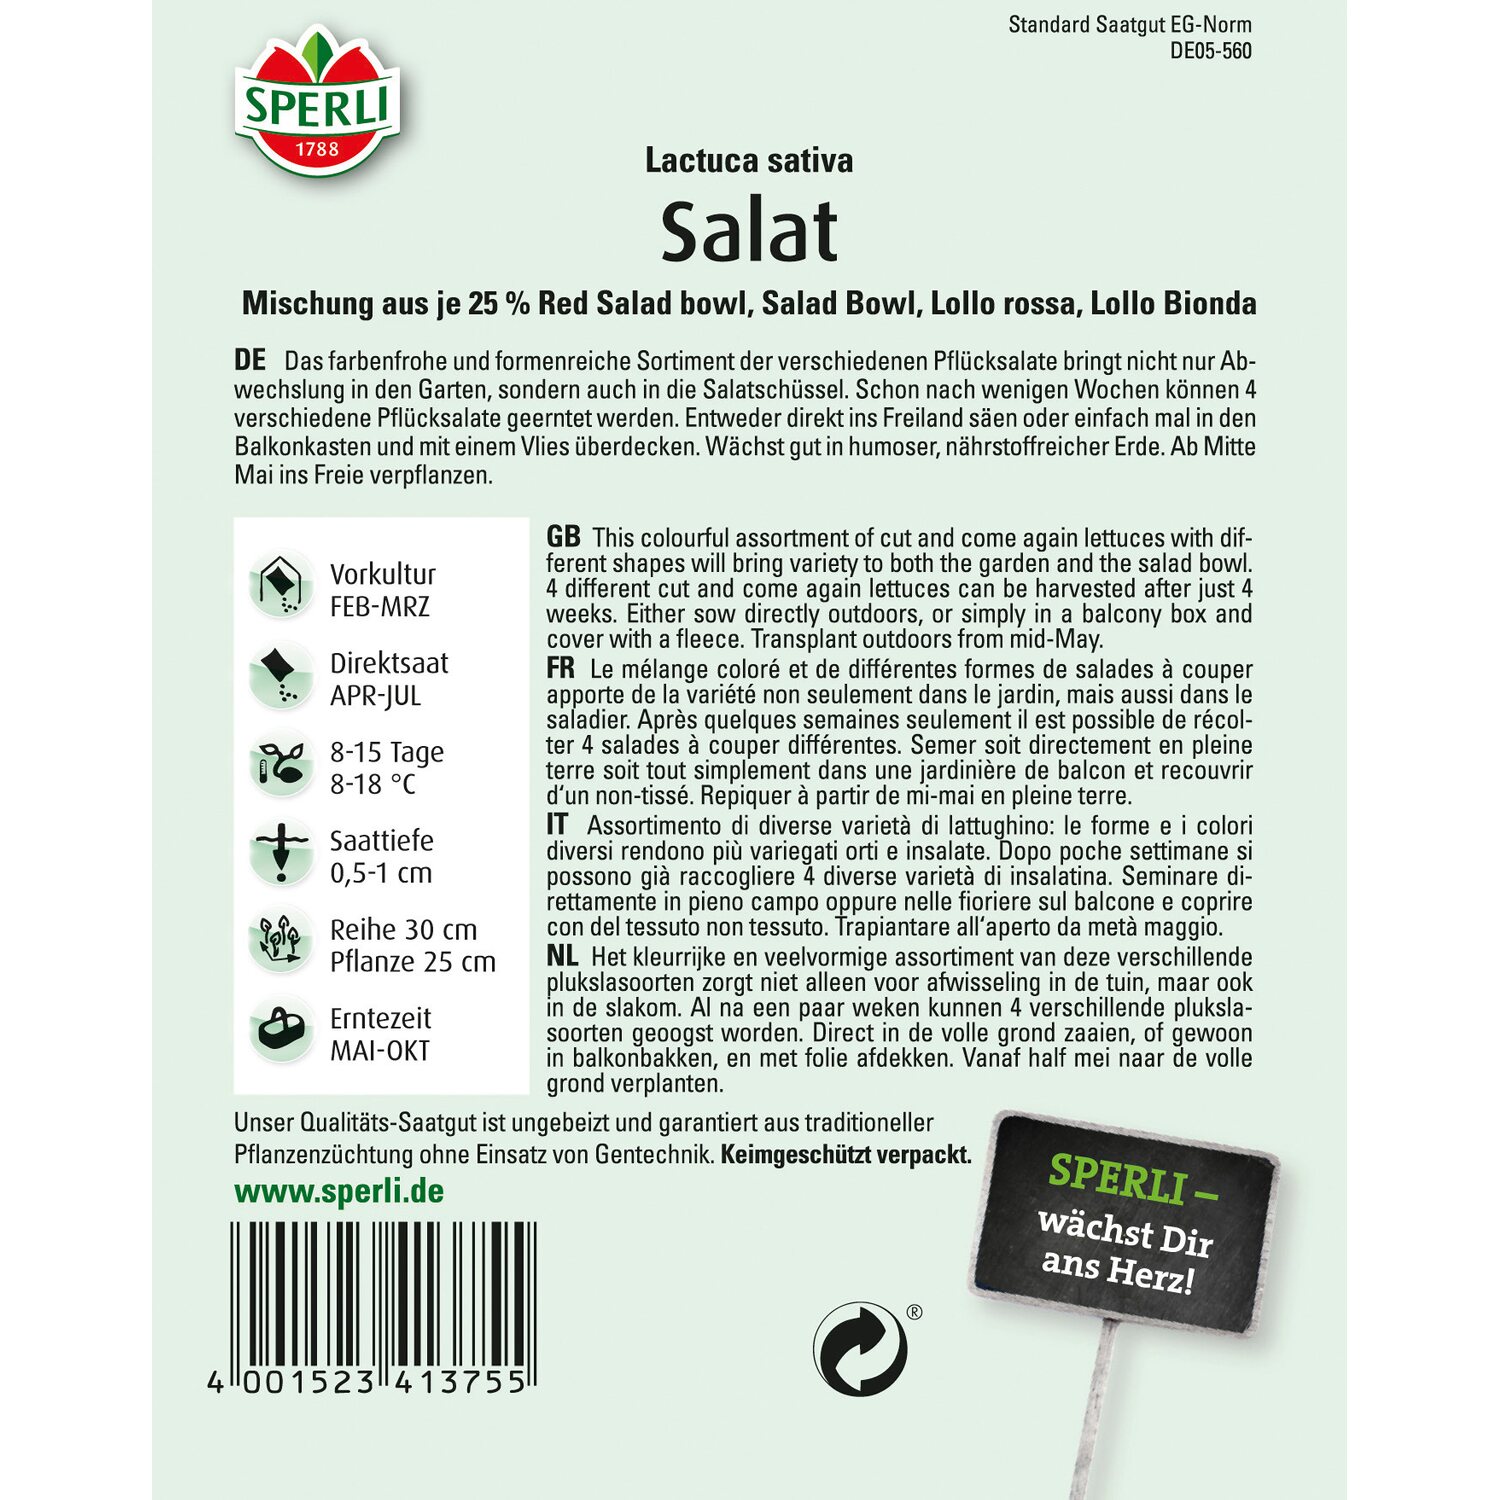 Standard Saatgut EG-Norm
DE05-560
SPERLI
1788
Lactuca sativa
Salat
Mischung aus je 25 % Red Salad bowl, Salad Bowl, Lollo rossa, Lollo Bionda
DE Das farbenfrohe und formenreiche Sortiment der verschiedenen Pflücksalate bringt nicht nur Ab-
wechslung in den Garten, sondern auch in die Salatschüssel. Schon nach wenigen Wochen können 4
verschiedene Pflücksalate geerntet werden. Entweder direkt ins Freiland säen oder einfach mal in den
Balkonkasten und mit einem Vlies überdecken. Wächst gut in humoser, nährstoffreicher Erde. Ab Mitte
Mai ins Freie verpflanzen.
Vorkultur
FEB-MRZ
Direktsaat
APR-JUL
8-15 Tage
8-18 °C
Saattiefe
0,5-1 cm
Reihe 30 cm
Pflanze 25 cm
Erntezeit
MAI-OKT
GB This colourful assortment of cut and come again lettuces with dif-
ferent shapes will bring variety to both the garden and the salad bowl.
4 different cut and come again lettuces can be harvested after just 4
weeks. Either sow directly outdoors, or simply in a balcony box and
cover with a fleece. Transplant outdoors from mid-May.
FR Le mélange coloré et de différentes formes de salades à couper
apporte de la variété non seulement dans le jardin, mais aussi dans le
saladier. Après quelques semaines seulement il est possible de récol-
ter 4 salades à couper différentes. Semer soit directement en pleine
terre soit tout simplement dans une jardinière de balcon et recouvrir
d‘un non-tissé. Repiquer à partir de mi-mai en pleine terre.
IT Assortimento di diverse varietà di lattughino: le forme e i colori
diversi rendono più variegati orti e insalate. Dopo poche settimane si
possono già raccogliere 4 diverse varietà di insalatina. Seminare di-
rettamente in pieno campo oppure nelle fioriere sul balcone e coprire
con del tessuto non tessuto. Trapiantare all‘aperto da metà maggio.
NL Het kleurrijke en veelvormige assortiment van deze verschillende
plukslasoorten zorgt niet alleen voor afwisseling in de tuin, maar ook
in de slakom. Al na een paar weken kunnen 4 verschillende pluksla-
soorten geoogst worden. Direct in de volle grond zaaien, of gewoon
in balkonbakken, en met folie afdekken. Vanaf half mei naar de volle
grond verplanten.
Unser Qualitäts-Saatgut ist ungebeizt und garantiert aus traditioneller
Pflanzenzüchtung ohne Einsatz von Gentechnik. Keimgeschützt verpackt.
www.sperli.de
SPERLI –
wächst Dir
ans Herz!
®
4 001523 413755